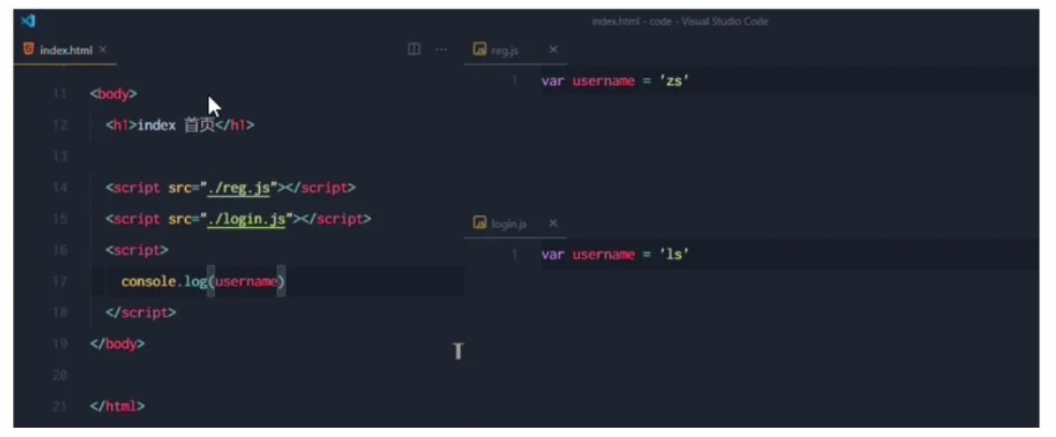 index.html - code - Visual Studio Code
index.html
11 <body>
12 <h1>index 首页</h1>
13
14 <script src="./reg.js"></script>
15 <script src="./login.js"></script>
16 <script>
17 console.log(username)
18 </script>
19 </body>
20
21 </html>
reg.js
1 var username = 'zs'
login.js
1 var username = 'ls'
T